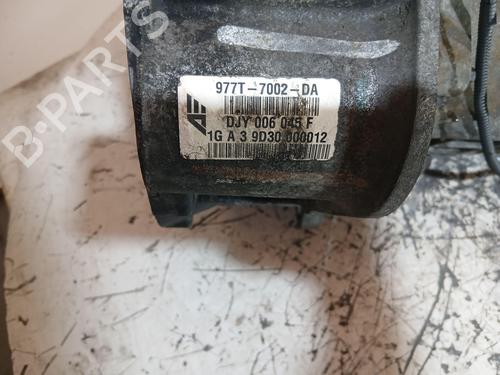 977T-7002-DA
DJY 006 045 F
1G A 3 9D30 000012
B-PARTS